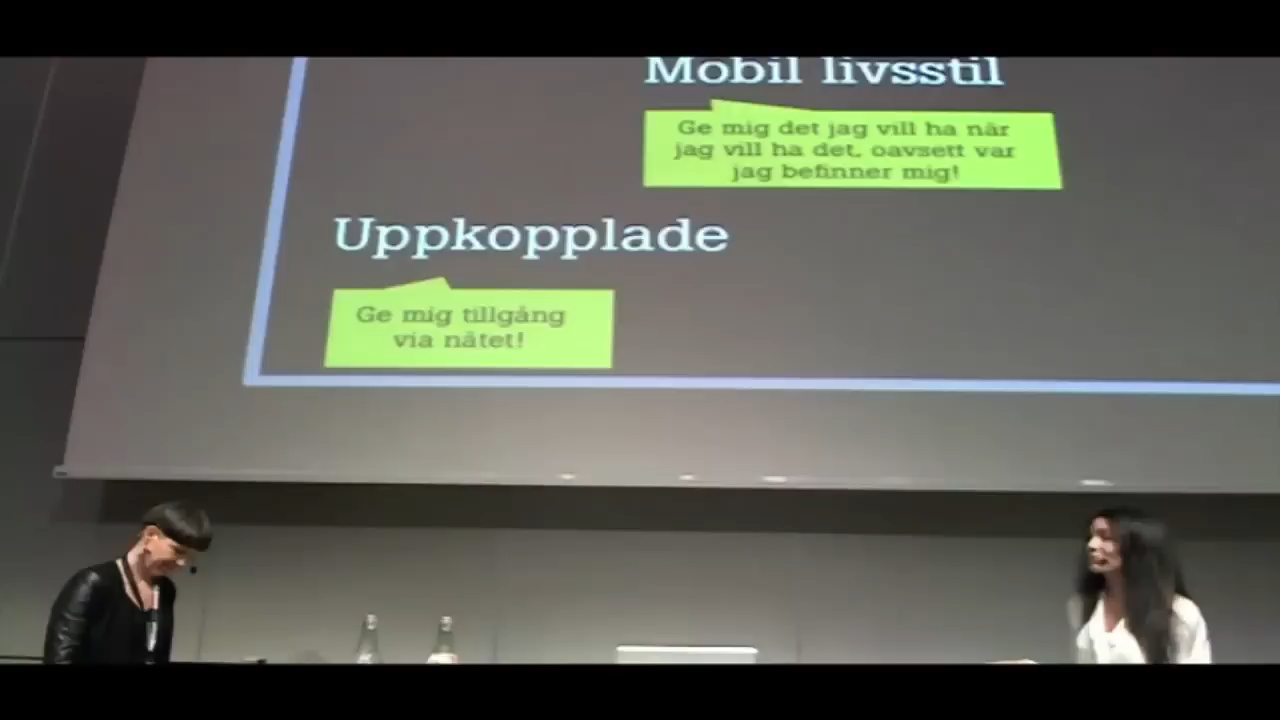 Mobil livsstil
Ge mig det jag vill ha när
jag vill ha det, oavsett var
jag befinner mig!
Uppkopplade
Ge mig tillgång
via nätet!